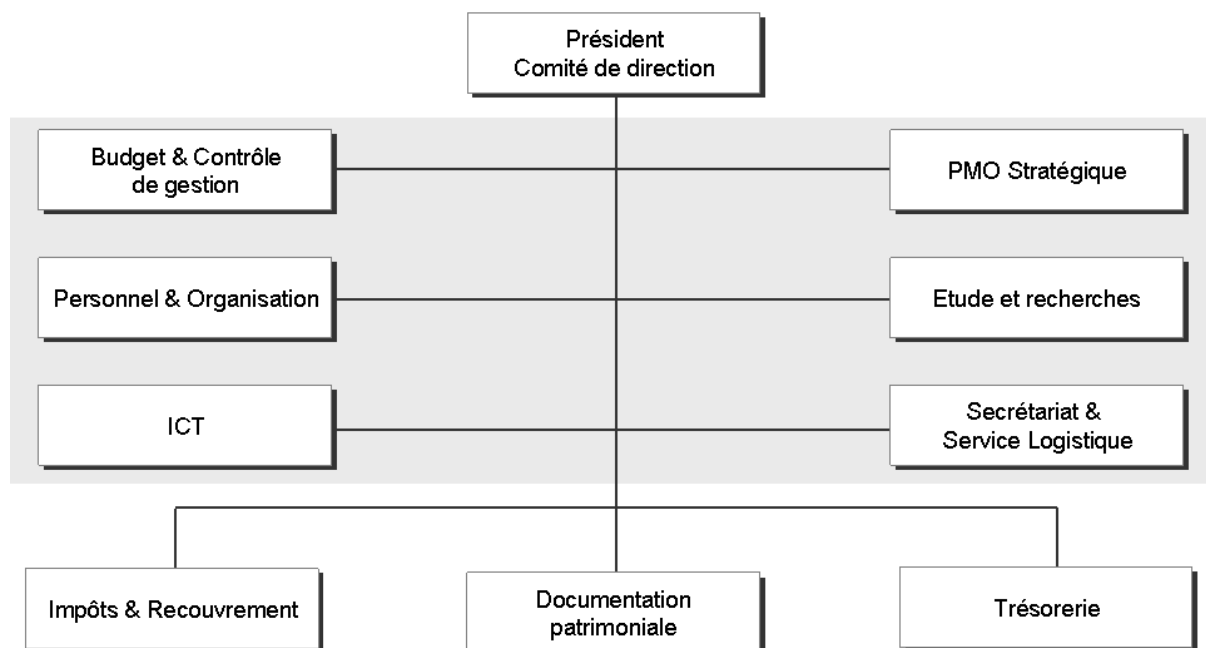 Président
Comité de direction
Budget & Contrôle
de gestion
PMO Stratégique
Personnel & Organisation
Etude et recherches
ICT
Secrétariat &
Service Logistique
Impôts & Recouvrement
Documentation
patrimoniale
Trésorerie